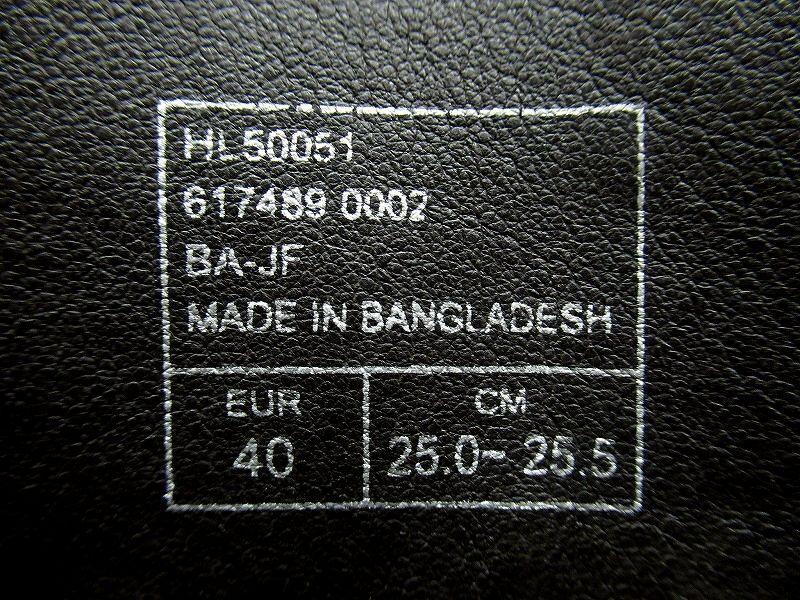 HL50051
617489 0002
BA-JF
MADE IN BANGLADESH
EUR
CM
40
25.0~ 25.5